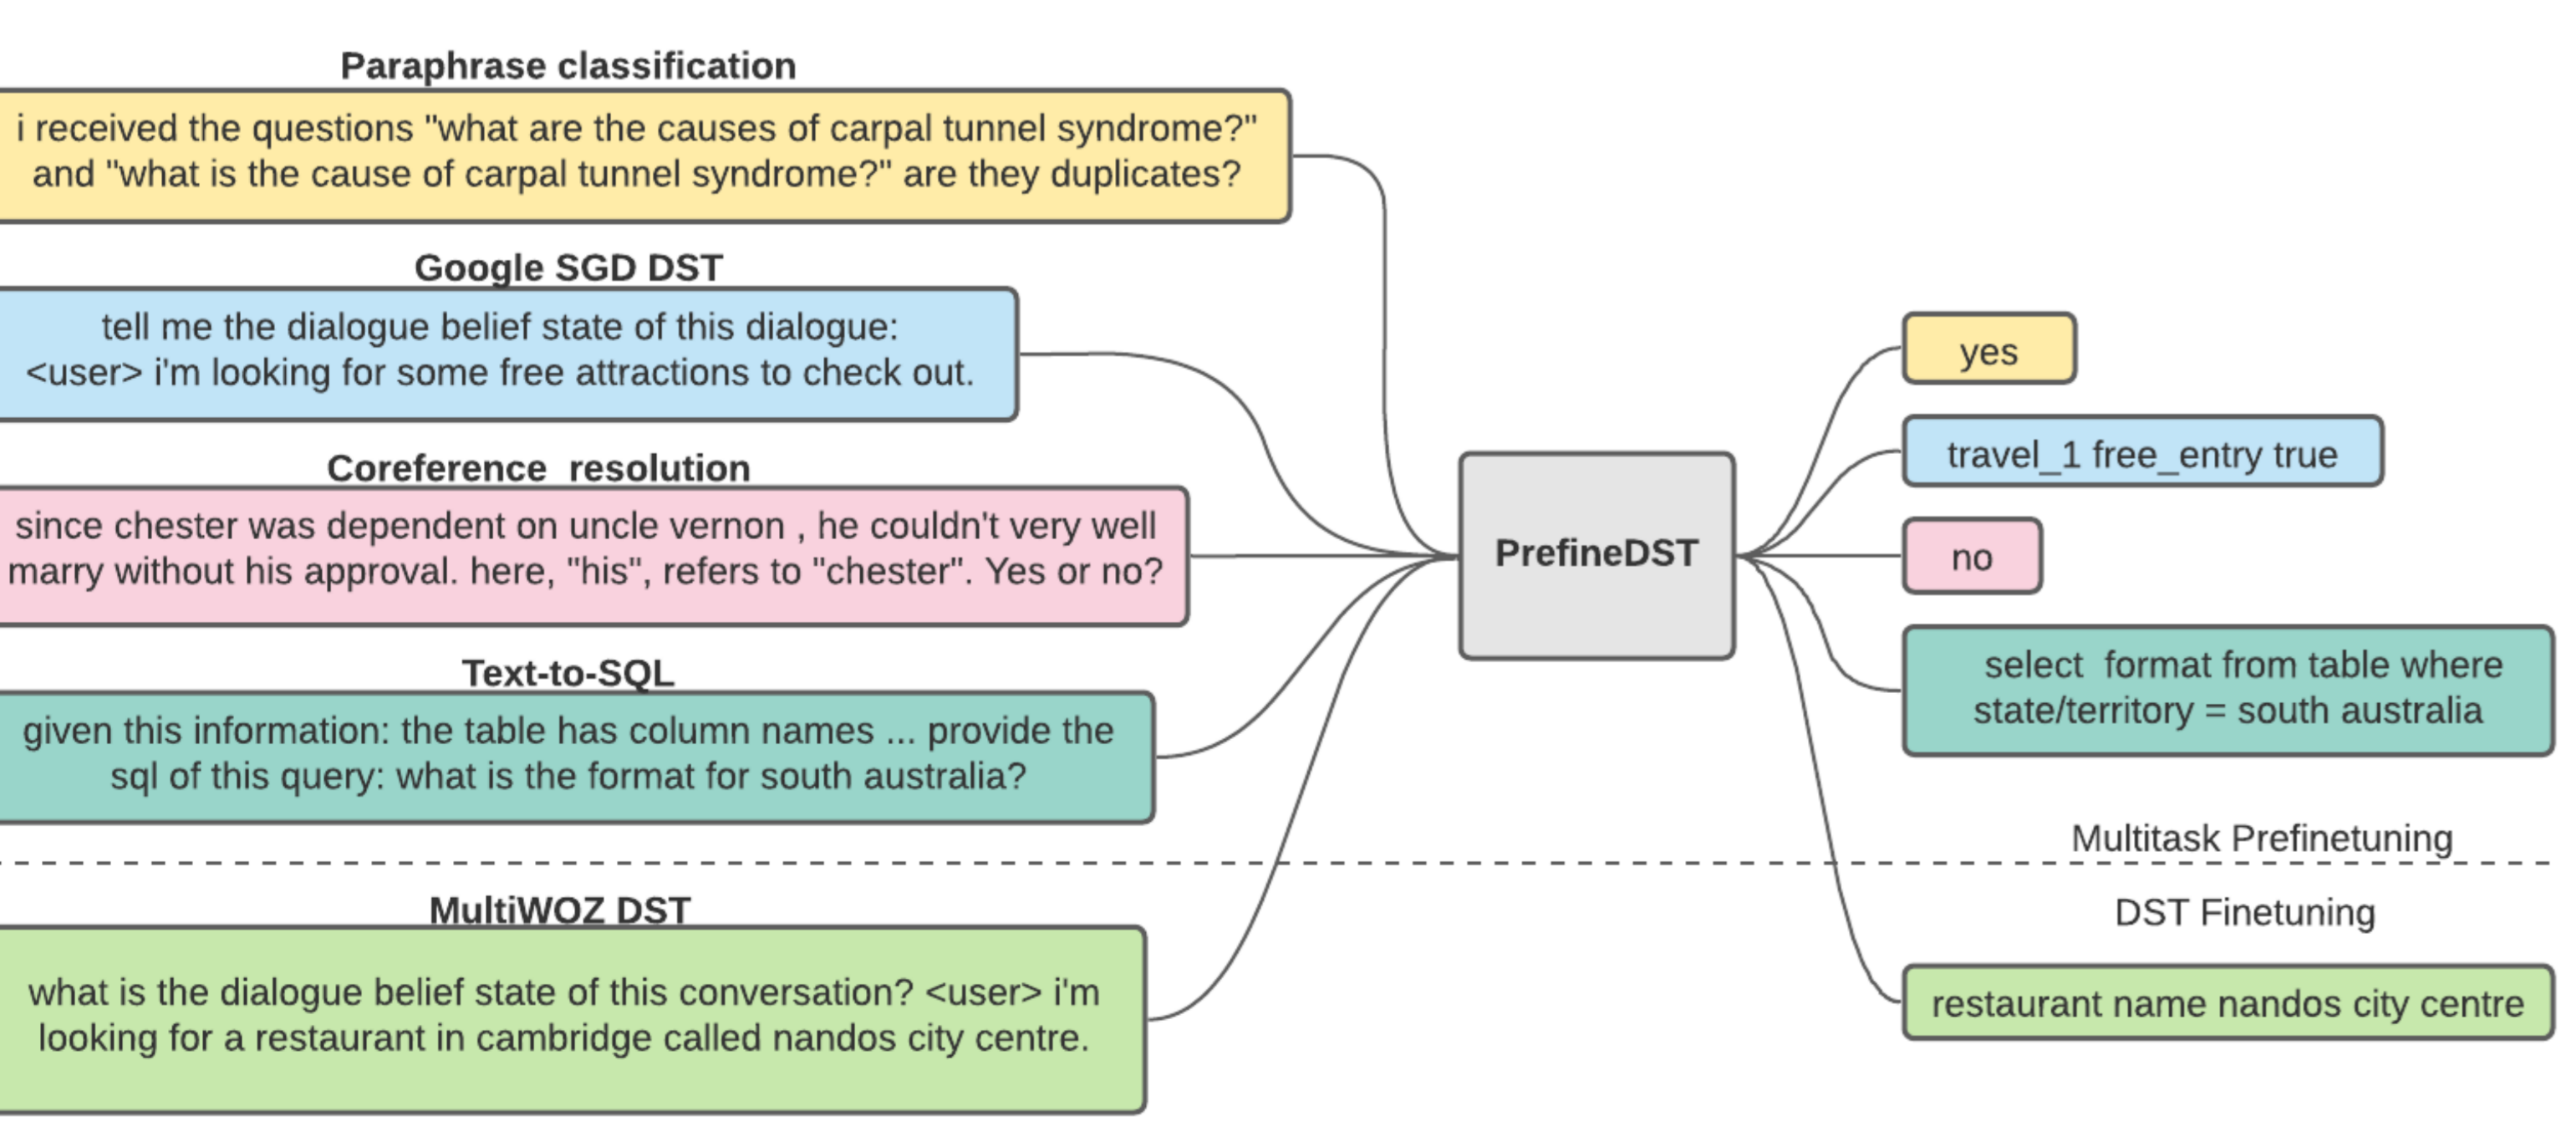 Paraphrase classification
i received the questions "what are the causes of carpal tunnel syndrome?"
and "what is the cause of carpal tunnel syndrome?" are they duplicates?
Google SGD DST
tell me the dialogue belief state of this dialogue:
<user> i'm looking for some free attractions to check out.
Coreference  resolution
since chester was dependent on uncle vernon , he couldn't very well
marry without his approval. here, "his", refers to "chester". Yes or no?
Text-to-SQL
given this information: the table has column names ... provide the
sql of this query: what is the format for south australia?
MultiWOZ DST
what is the dialogue belief state of this conversation? <user> i'm
looking for a restaurant in cambridge called nandos city centre.
PrefineDST
yes
travel_1 free_entry true
no
select  format from table where
state/territory = south australia
Multitask Prefinetuning
DST Finetuning
restaurant name nandos city centre